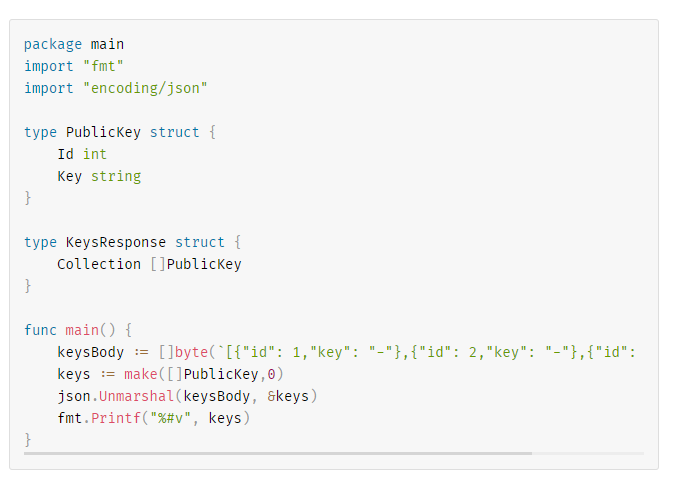 package main
import "fmt"
import "encoding/json"
type PublicKey struct {
    Id int
    Key string
}
type KeysResponse struct {
    Collection []PublicKey
}
func main() {
    keysBody := []byte(`[{"id": 1,"key": "-"},{"id": 2,"key": "-"},{"id":
    keys := make([]PublicKey,0)
    json.Unmarshal(keysBody, &keys)
    fmt.Printf("%#v", keys)
}